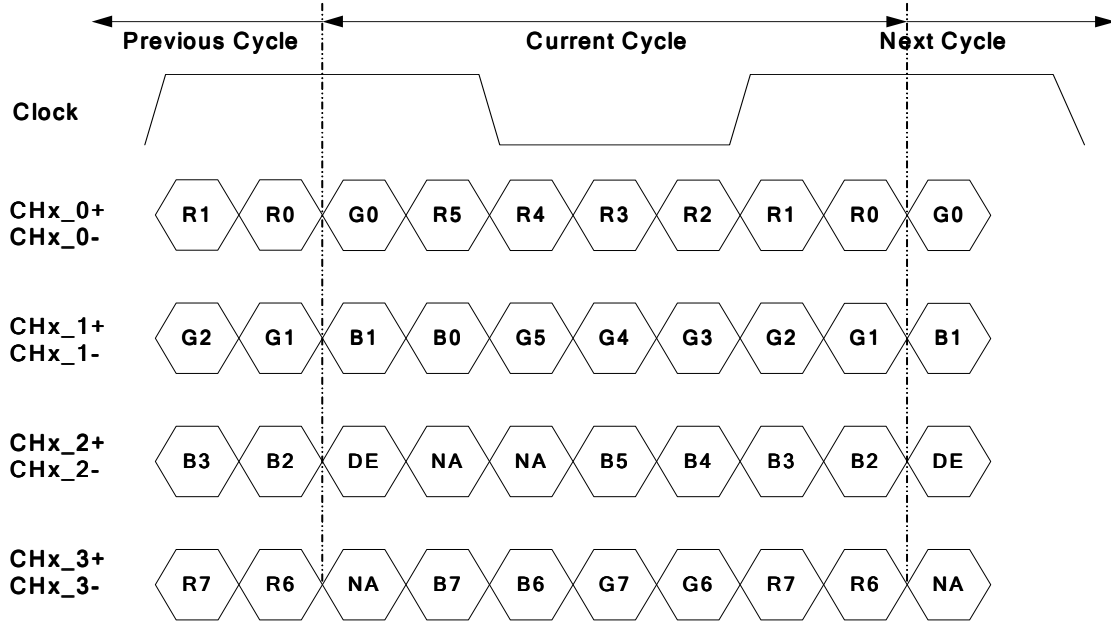 Previous Cycle Current Cycle Next Cycle
Clock
CHx_0+
CHx_0-
R1 R0 G0 R5 R4 R3 R2 R1 R0 G0
CHx_1+
CHx_1-
G2 G1 B1 B0 G5 G4 G3 G2 G1 B1
CHx_2+
CHx_2-
B3 B2 DE NA NA B5 B4 B3 B2 DE
CHx_3+
CHx_3-
R7 R6 NA B7 B6 G7 G6 R7 R6 NA